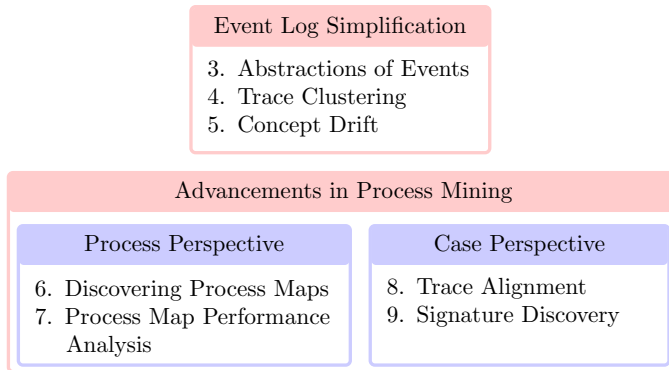 Event Log Simplification
3. Abstractions of Events
4. Trace Clustering
5. Concept Drift
Advancements in Process Mining
Process Perspective
6. Discovering Process Maps
7. Process Map Performance
Analysis
Case Perspective
8. Trace Alignment
9. Signature Discovery